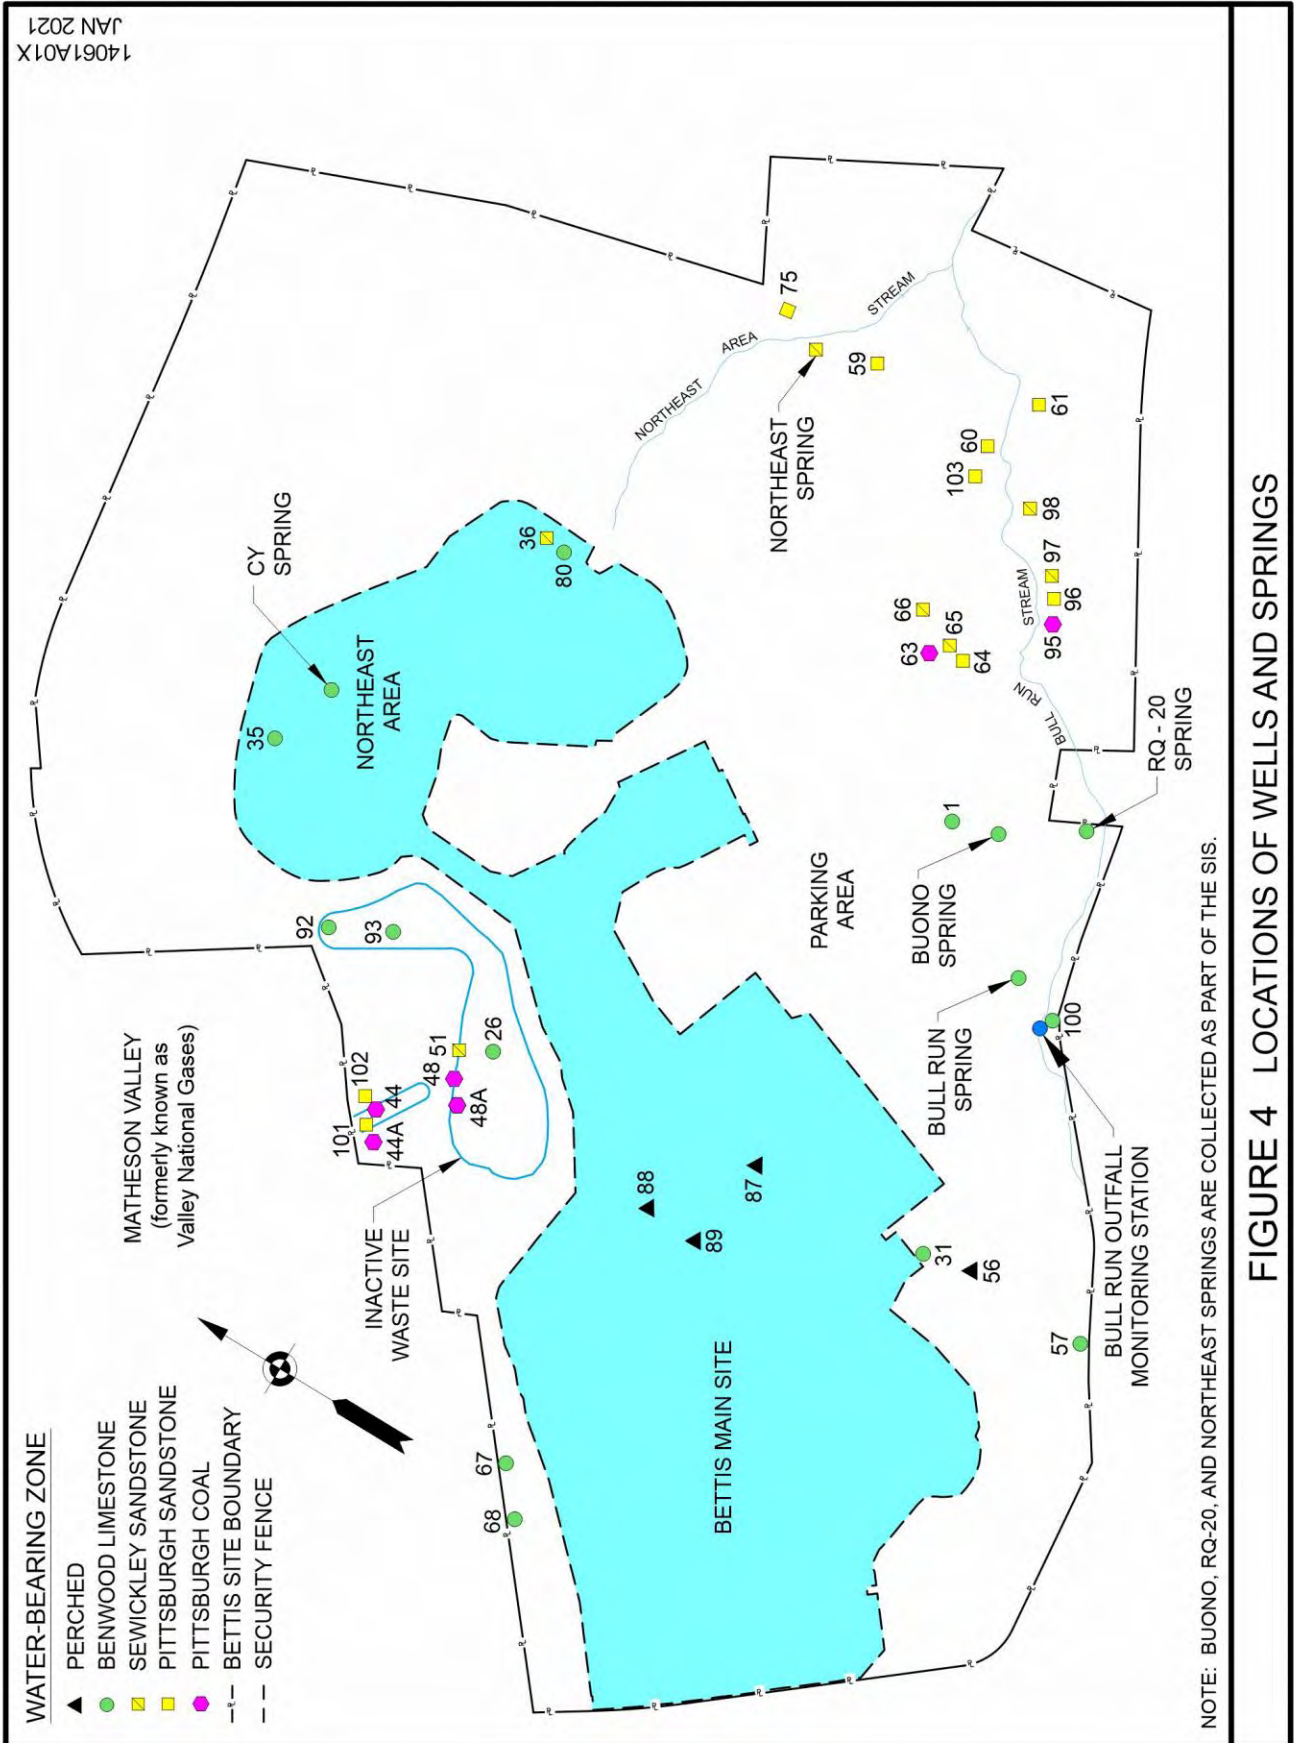 WATER-BEARING ZONE
PERCHED
BENWOOD LIMESTONE
SEWICKLEY SANDSTONE
PITTSBURGH SANDSTONE
PITTSBURGH COAL
BETTIS SITE BOUNDARY
SECURITY FENCE
14061A01X
JAN 2021
MATHESON VALLEY
(formerly known as
Valley National Gases)
CY
SPRING
35
NORTHEAST
AREA
92
93
36
80
101
102
44A
44
48
51
48A
26
INACTIVE
WASTE SITE
67
68
NORTHEAST AREA STREAM
75
NORTHEAST
SPRING
59
88
89
87
BETTIS MAIN SITE
PARKING
AREA
66
63
65
64
103
60
61
98
97
96
95
BULL RUN STREAM
1
BUONO
SPRING
RQ - 20
SPRING
BULL RUN
SPRING
100
31
56
57
BULL RUN OUTFALL
MONITORING STATION
NOTE: BUONO, RQ-20, AND NORTHEAST SPRINGS ARE COLLECTED AS PART OF THE SIS.
FIGURE 4 LOCATIONS OF WELLS AND SPRINGS